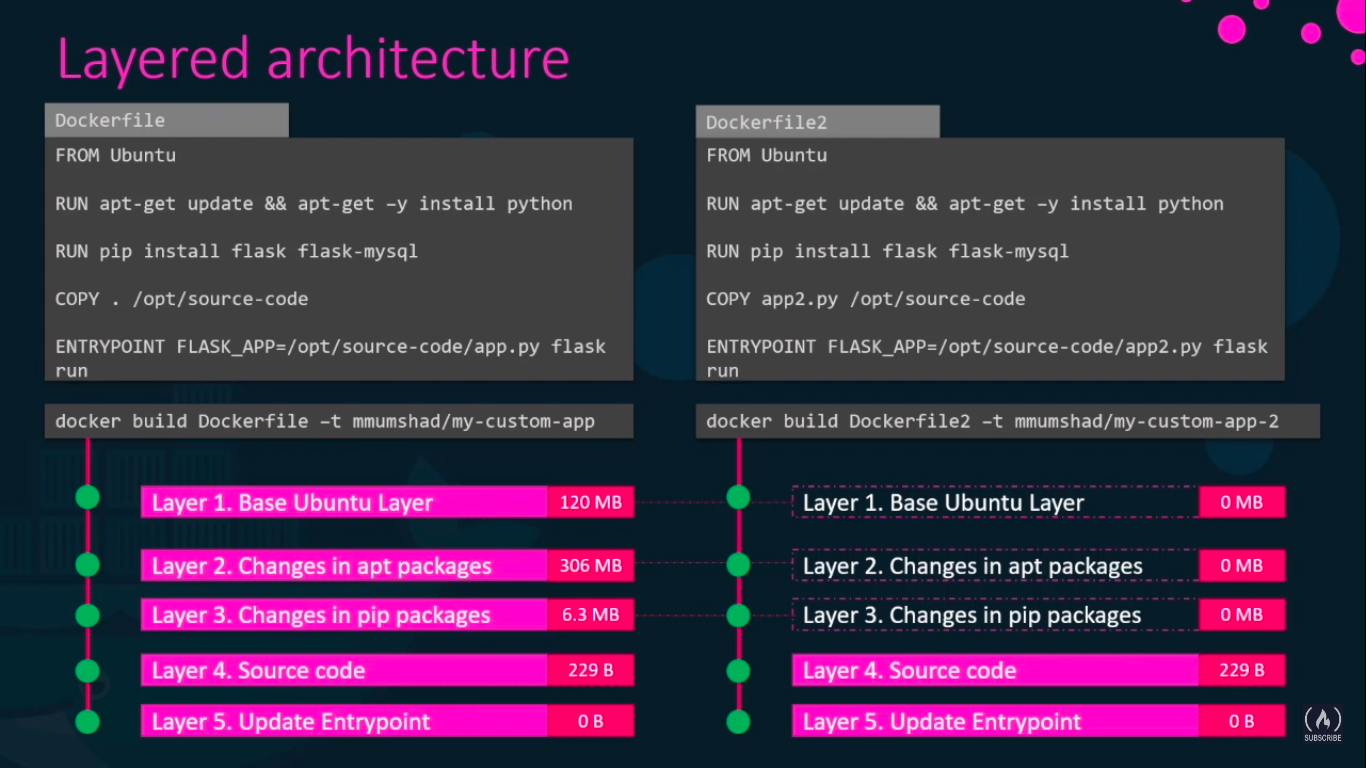 Layered architecture
Dockerfile
FROM Ubuntu
RUN apt-get update && apt-get –y install python
RUN pip install flask flask-mysql
COPY . /opt/source-code
ENTRYPOINT FLASK_APP=/opt/source-code/app.py flask
run
docker build Dockerfile –t mmumshad/my-custom-app
Layer 1. Base Ubuntu Layer 120 MB
Layer 2. Changes in apt packages 306 MB
Layer 3. Changes in pip packages 6.3 MB
Layer 4. Source code 229 B
Layer 5. Update Entrypoint 0 B
Dockerfile2
FROM Ubuntu
RUN apt-get update && apt-get –y install python
RUN pip install flask flask-mysql
COPY app2.py /opt/source-code
ENTRYPOINT FLASK_APP=/opt/source-code/app2.py flask
run
docker build Dockerfile2 –t mmumshad/my-custom-app-2
Layer 1. Base Ubuntu Layer 0 MB
Layer 2. Changes in apt packages 0 MB
Layer 3. Changes in pip packages 0 MB
Layer 4. Source code 229 B
Layer 5. Update Entrypoint 0 B
SUBSCRIBE